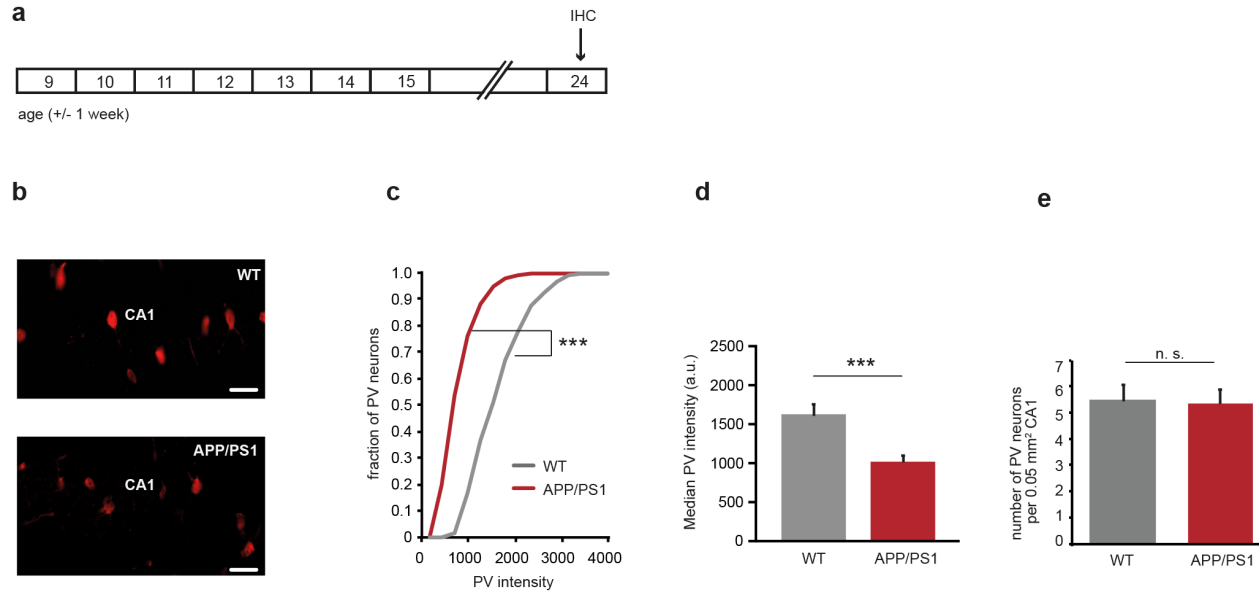 a
IHC
9 10 11 12 13 14 15 24
age (+/- 1 week)
b
WT
CA1
APP/PS1
CA1
c
fraction of PV neurons
1.0
0.9
0.8
0.7
0.6
0.5
0.4
0.3
0.2
0.1
0
***
WT
APP/PS1
0 1000 2000 3000 4000
PV intensity
d
Median PV intensity (a.u.)
2500
2000
1500
1000
500
0
***
WT APP/PS1
e
number of PV neurons
per 0.05 mm² CA1
7
6
5
4
3
2
1
0
n. s.
WT APP/PS1